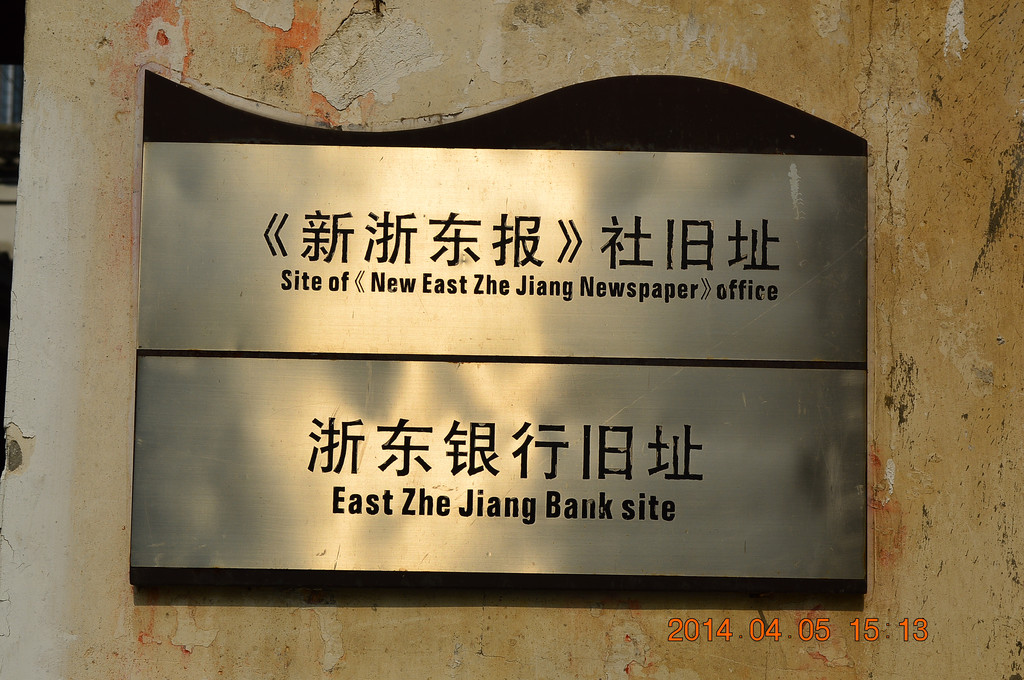 《新浙东报》社旧址
Site of《New East Zhe Jiang Newspaper》office
浙东银行旧址
East Zhe Jiang Bank site
2014.04.05 15:13